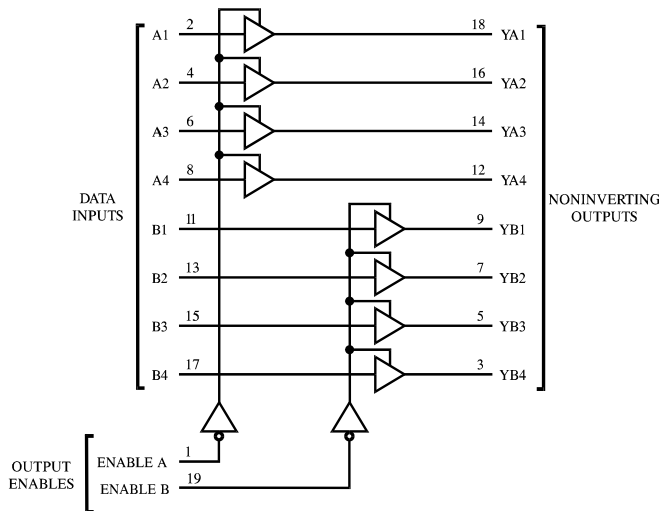 A1 2 18 YA1
A2 4 16 YA2
A3 6 14 YA3
A4 8 12 YA4
DATA
INPUTS
NONINVERTING
OUTPUTS
B1 11 9 YB1
B2 13 7 YB2
B3 15 5 YB3
B4 17 3 YB4
OUTPUT
ENABLES
ENABLE A 1
ENABLE B 19